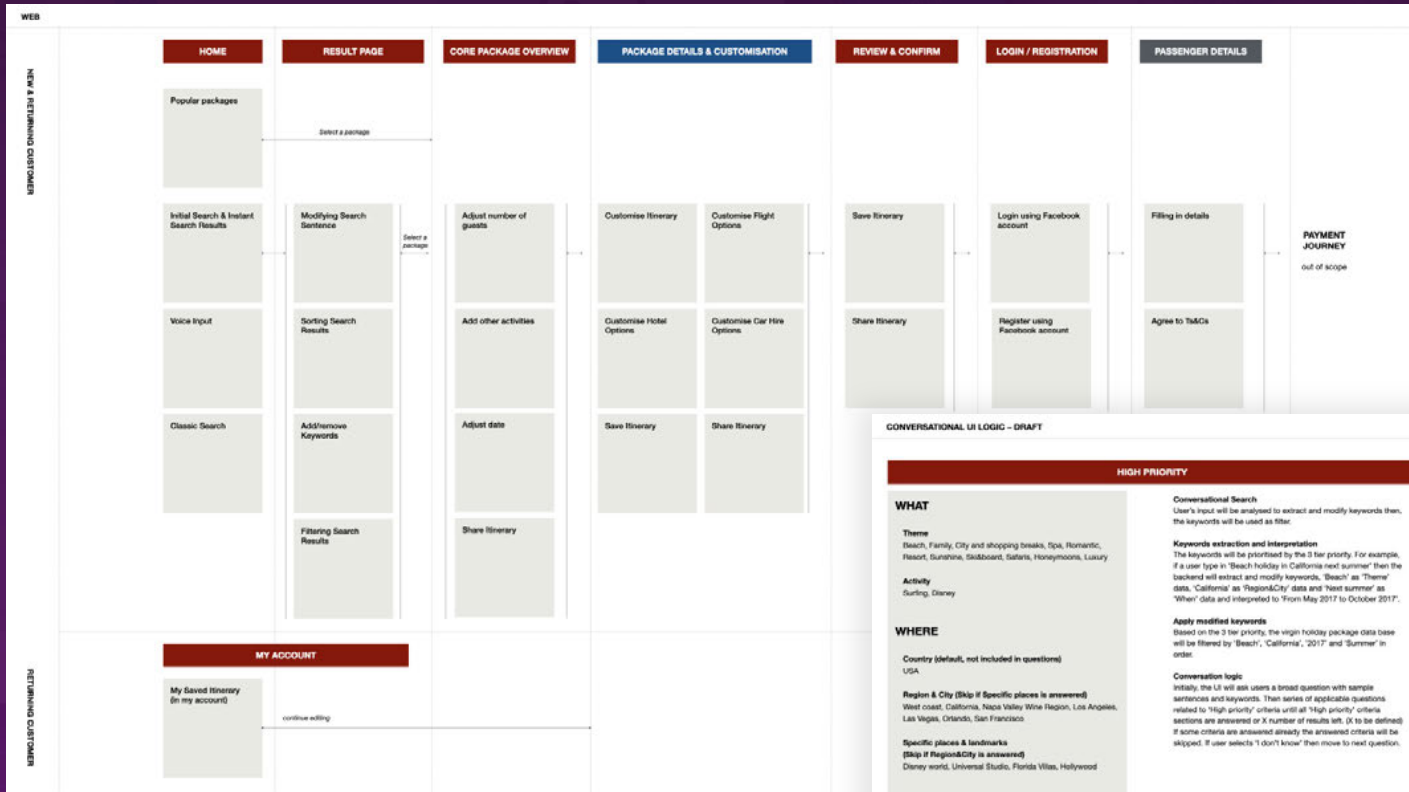 WEB
HOME
RESULT PAGE
CORE PACKAGE OVERVIEW
PACKAGE DETAILS & CUSTOMISATION
REVIEW & CONFIRM
LOGIN / REGISTRATION
PASSENGER DETAILS
NEW & RETURNING CUSTOMER
Popular packages
Select a package
Initial Search & Instant
Search Results
Modifying Search
Sentence
Select a
package
Adjust number of
guests
Customise Itinerary
Customise Flight
Options
Save Itinerary
Login using Facebook
account
Filling in details
PAYMENT
JOURNEY
out of scope
Voice Input
Sorting Search
Results
Add other activities
Customise Hotel
Options
Customise Car Hire
Options
Share Itinerary
Register using
Facebook account
Agree to Ts&Cs
Classic Search
Add/remove
Keywords
Adjust date
Save Itinerary
Share Itinerary
Filtering Search
Results
Share Itinerary
RETURNING CUSTOMER
MY ACCOUNT
My Saved Itinerary
(in my account)
continue editing
CONVERSATIONAL UI LOGIC – DRAFT
HIGH PRIORITY
WHAT
Theme
Beach, Family, City and shopping breaks, Spa, Romantic,
Resort, Sunshine, Ski&board, Safaris, Honeymoons, Luxury
Activity
Surfing, Disney
WHERE
Country (default, not included in questions)
USA
Region & City (Skip if Specific places is answered)
West coast, California, Napa Valley Wine Region, Los Angeles,
Las Vegas, Orlando, San Francisco
Specific places & landmarks
(Skip if Region&City is answered)
Disney world, Universal Studio, Florida Villas, Hollywood
Conversational Search
User's input will be analysed to extract and modify keywords then,
the keywords will be used as filter.
Keywords extraction and interpretation
The keywords will be prioritised by the 3 tier priority. For example,
if a user type in 'Beach holiday in California next summer' then the
backend will extract and modify keywords, 'Beach' as 'Theme'
data, 'California' as 'Region&City' data and 'Next summer' as
'When' data and interpreted to 'From May 2017 to October 2017'.
Apply modified keywords
Based on the 3 tier priority, the virgin holiday package data base
will be filtered by 'Beach', 'California', '2017' and 'Summer' in
order.
Conversation logic
Initially, the UI will ask users a broad question with sample
sentences and keywords. Then series of applicable questions
related to 'High priority' criteria until all 'High priority' criteria
sections are answered or X number of results left. (X to be defined)
If some criteria are answered already the answered criteria will be
skipped. If user selects 'I don't know' then move to next question.